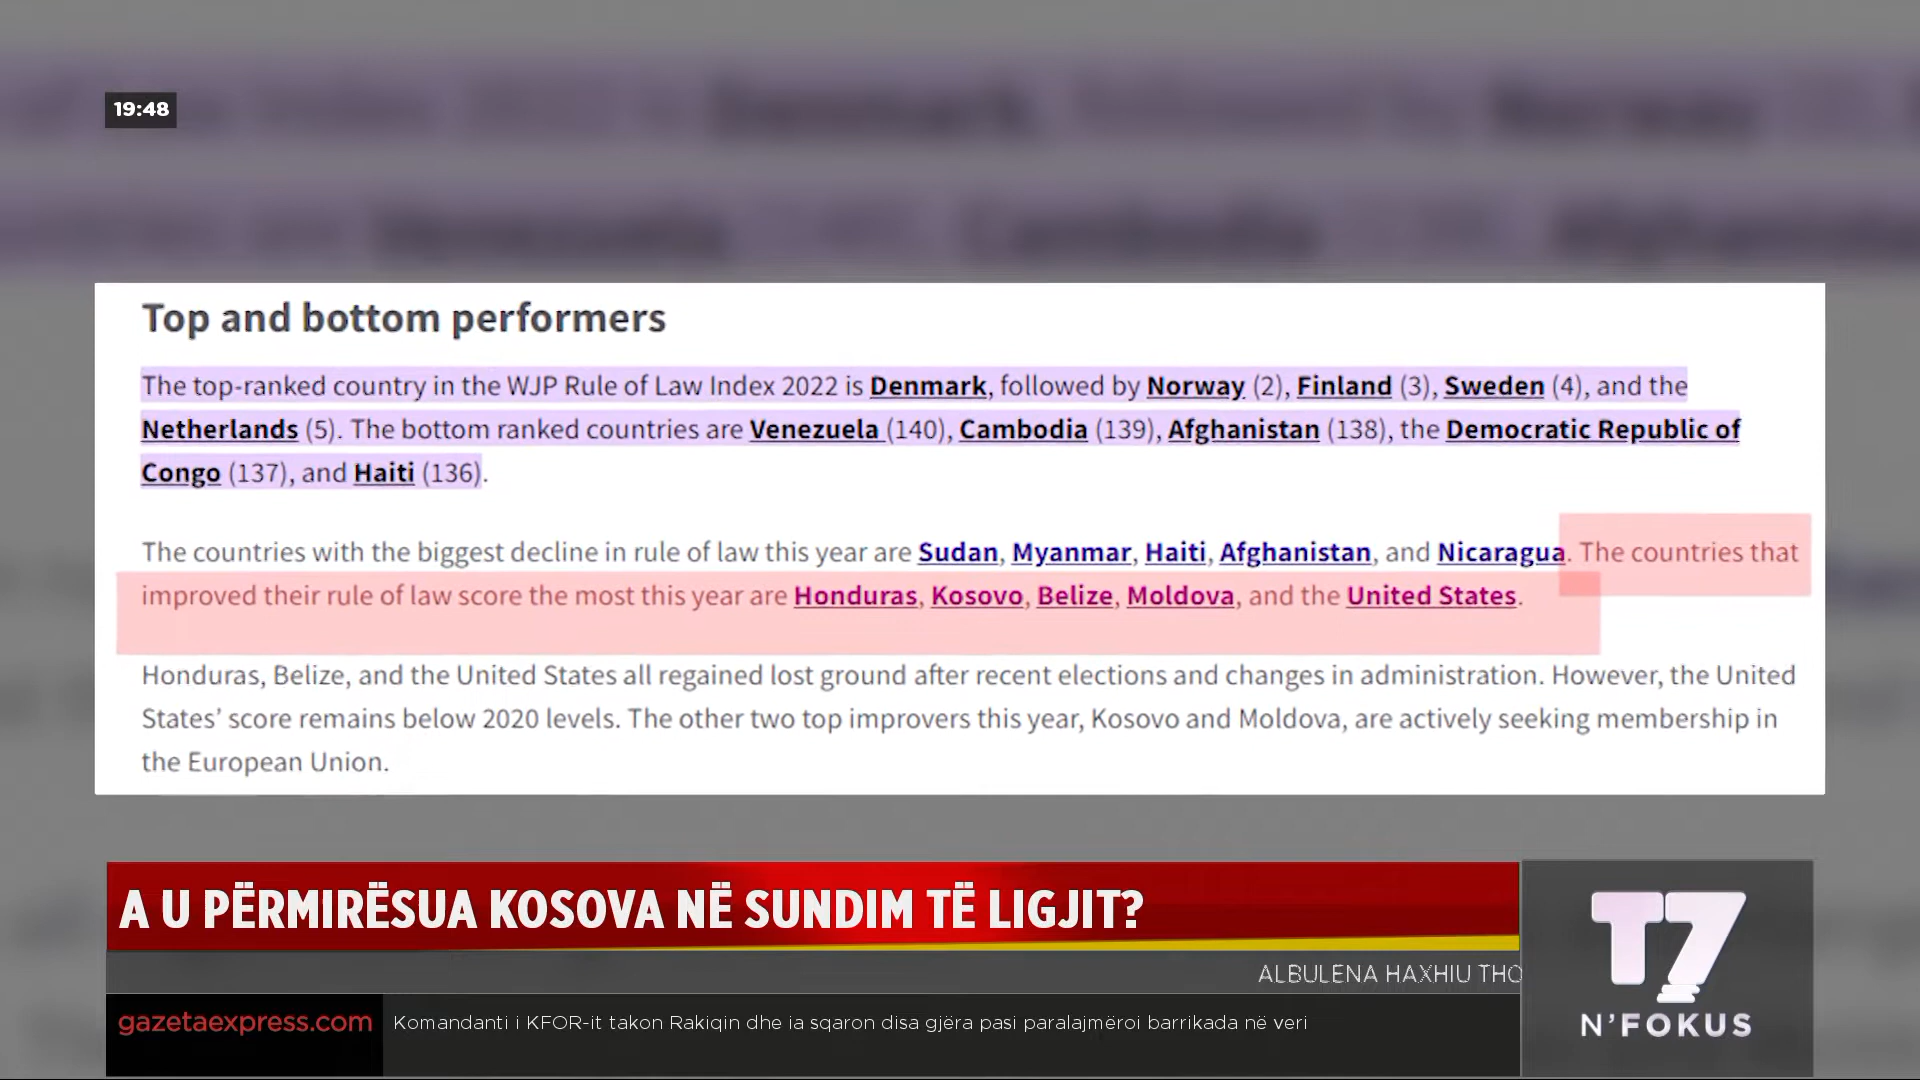 19:48
Top and bottom performers
The top-ranked country in the WJP Rule of Law Index 2022 is Denmark, followed by Norway (2), Finland (3), Sweden (4), and the
Netherlands (5). The bottom ranked countries are Venezuela (140), Cambodia (139), Afghanistan (138), the Democratic Republic of
Congo (137), and Haiti (136).
The countries with the biggest decline in rule of law this year are Sudan, Myanmar, Haiti, Afghanistan, and Nicaragua. The countries that
improved their rule of law score the most this year are Honduras, Kosovo, Belize, Moldova, and the United States.
Honduras, Belize, and the United States all regained lost ground after recent elections and changes in administration. However, the United
States’ score remains below 2020 levels. The other two top improvers this year, Kosovo and Moldova, are actively seeking membership in
the European Union.
A U PËRMIRËSUA KOSOVA NË SUNDIM TË LIGJIT?
ALBULENA HAXHIU THO
T7
N'FOKUS
gazetaexpress.com
Komandanti i KFOR-it takon Rakiqin dhe ia sqaron disa gjëra pasi paralajmëroi barrikada në veri